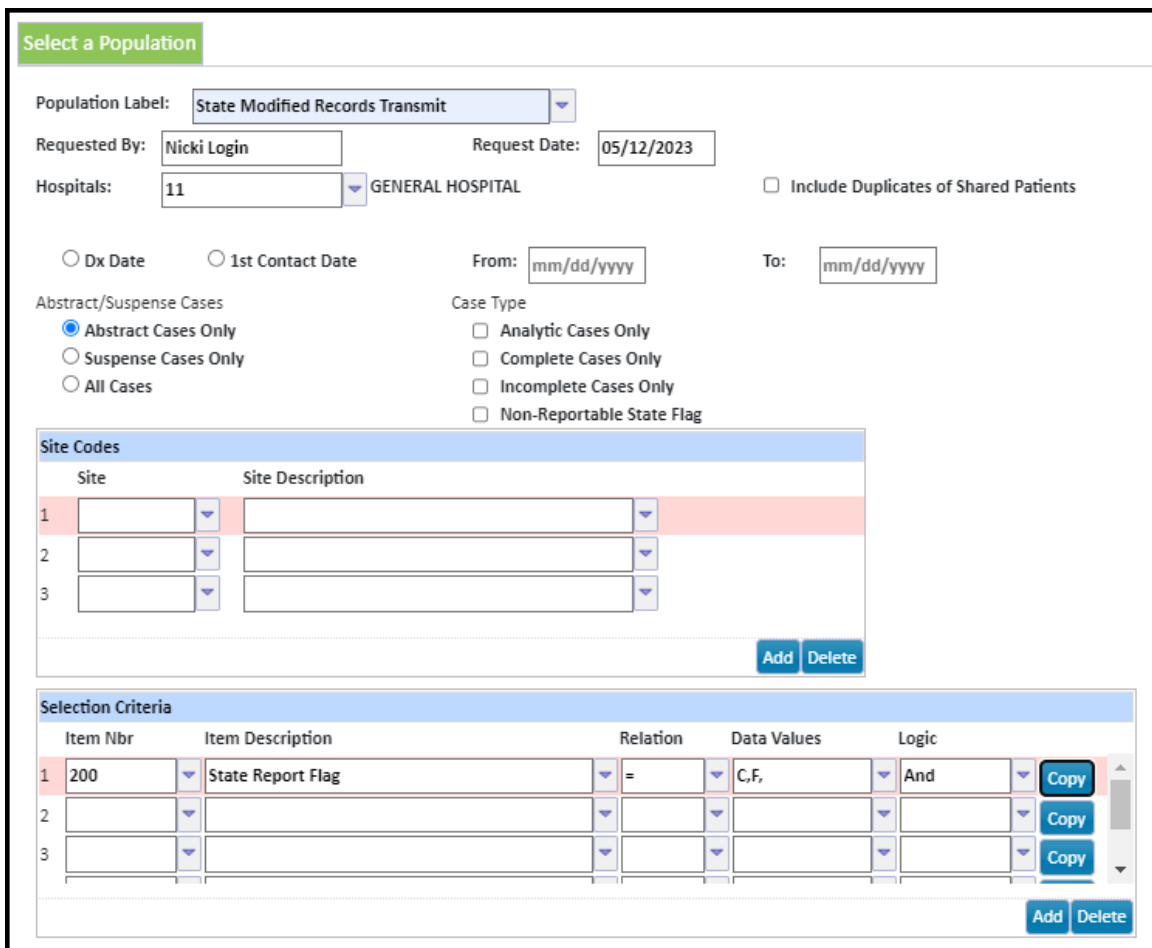 Select a Population
Population Label: State Modified Records Transmit
Requested By: Nicki Login Request Date: 05/12/2023
Hospitals: 11 GENERAL HOSPITAL Include Duplicates of Shared Patients
Dx Date 1st Contact Date From: mm/dd/yyyy To: mm/dd/yyyy
Abstract/Suspense Cases Case Type
Abstract Cases Only Analytic Cases Only
Suspense Cases Only Complete Cases Only
All Cases Incomplete Cases Only
Non-Reportable State Flag
Site Codes
Site Site Description
1
2
3
Add Delete
Selection Criteria
Item Nbr Item Description Relation Data Values Logic
1 200 State Report Flag = C,F, And Copy
2 Copy
3 Copy
Add Delete